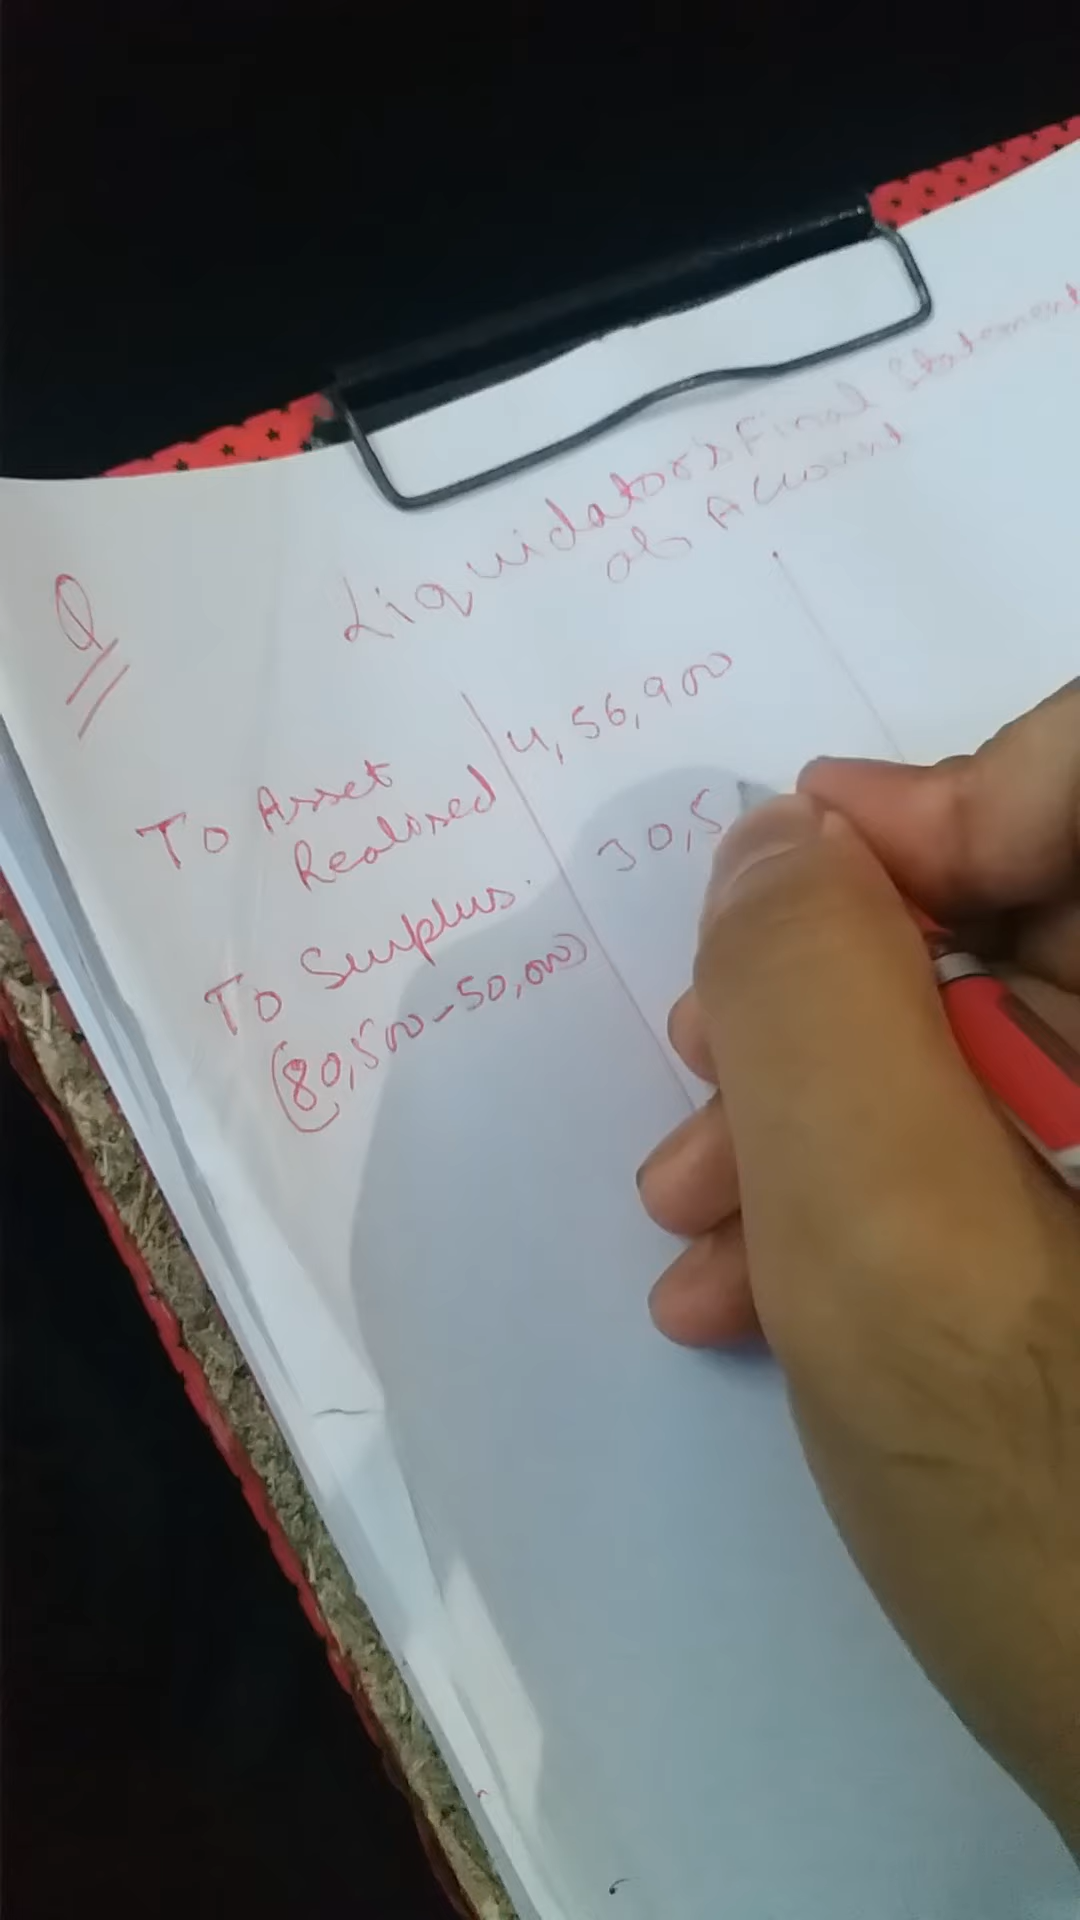 Q
Liquidator's Final Statement
of Account
To Asset
Realised 4,56,900
To Surplus. 30,5
(80,500-50,000)